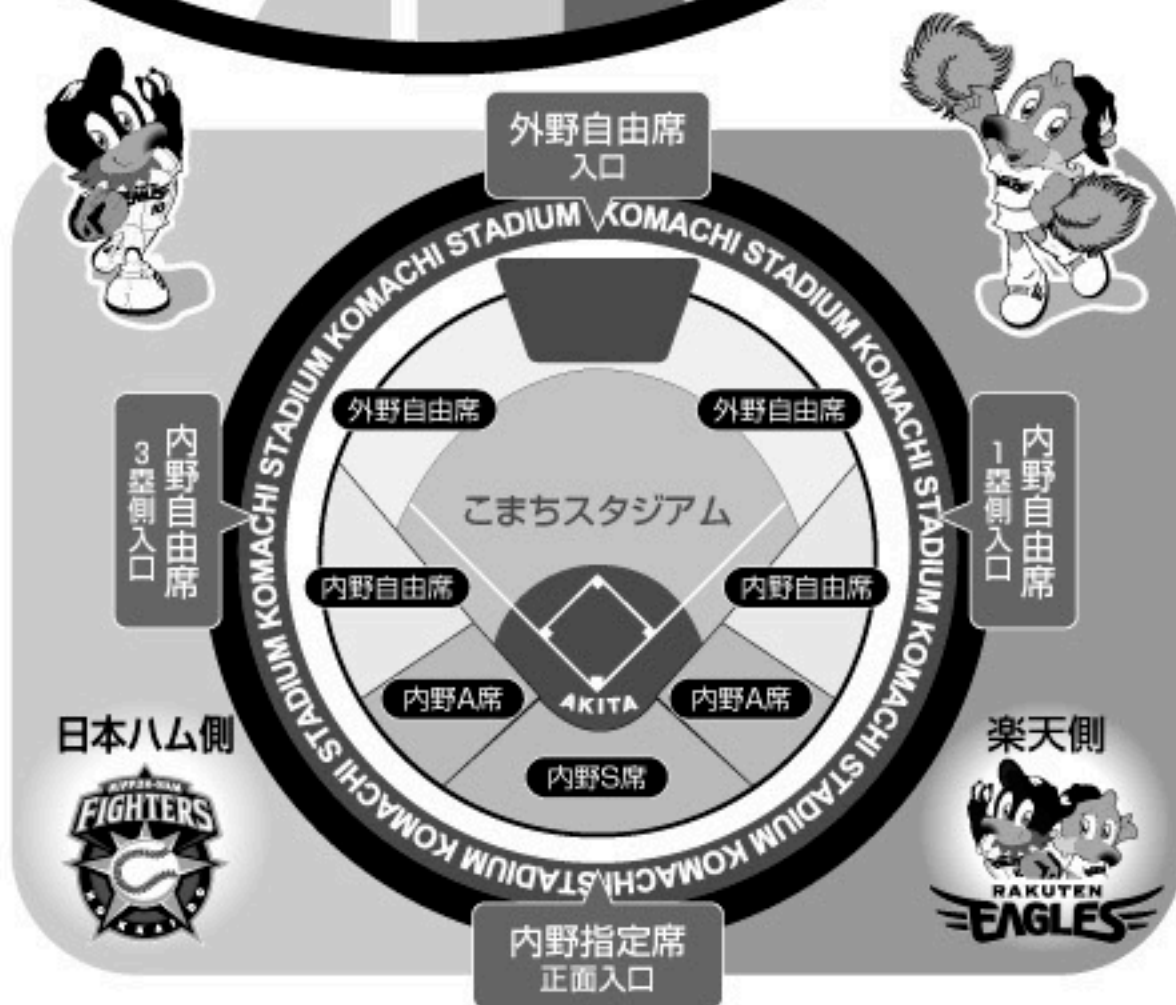 外野自由席
入口
KOMACHI STADIUM KOMACHI STADIUM KOMACHI STADIUM KOMACHI STADIUM KOMACHI STADIUM KOMACHI STADIUM KOMACHI STADIUM KOMACHI STADIUM
外野自由席
外野自由席
内野自由席
3塁側入口
こまちスタジアム
内野自由席
1塁側入口
内野自由席
内野自由席
内野A席
AKITA
内野A席
内野S席
日本ハム側
NIPPON-HAM
FIGHTERS
HOKKAIDO
楽天側
RAKUTEN
EAGLES
内野指定席
正面入口